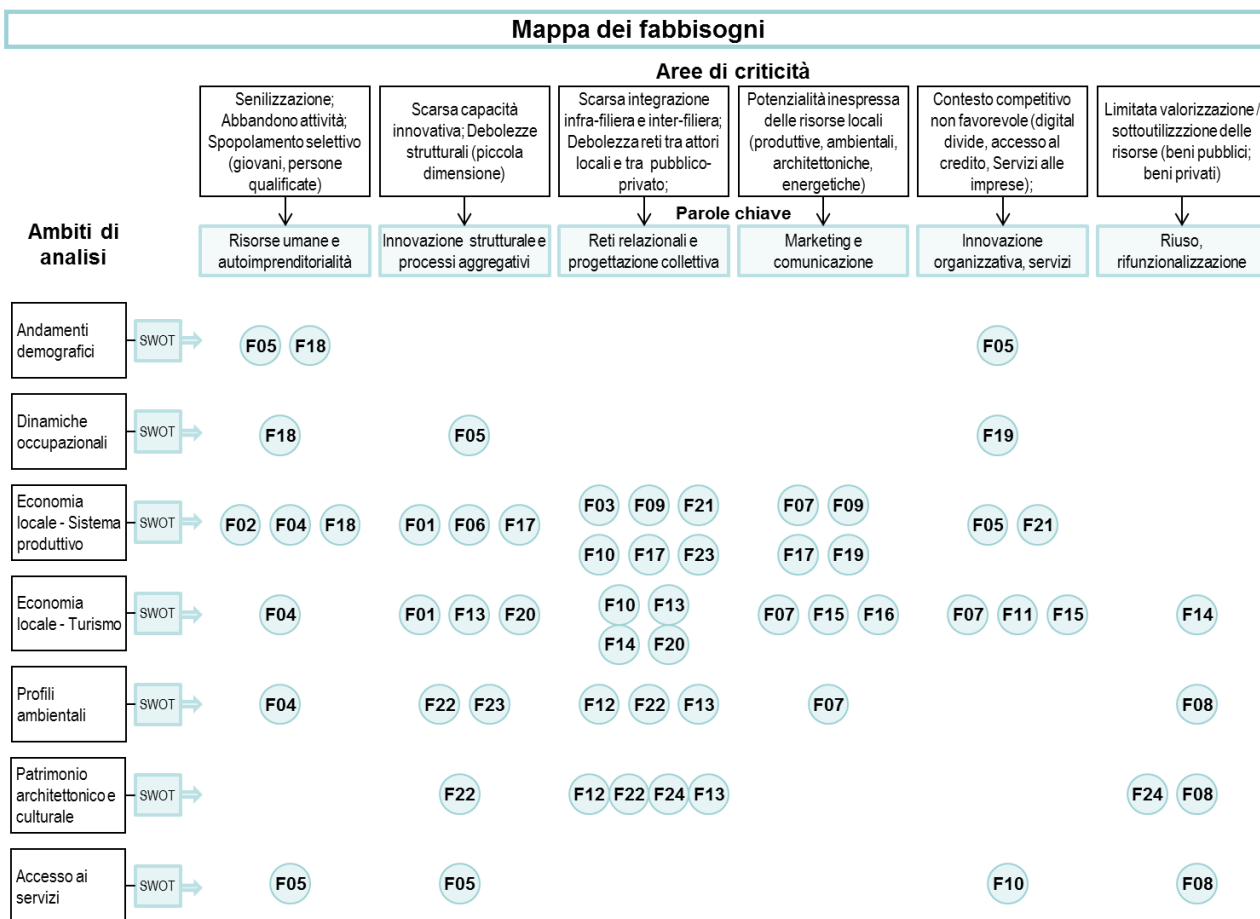 Mappa dei fabbisogni
Aree di criticità
Senilizzazione;
Abbandono attività;
Spopolamento selettivo
(giovani, persone
qualificate)
Scarsa capacità
innovativa; Debolezze
strutturali (piccola
dimensione)
Scarsa integrazione
infra-filiera e inter-filiera;
Debolezza reti tra attori
locali e tra pubblico-
privato;
Potenzialità inespressa
delle risorse locali
(produttive, ambientali,
architettoniche,
energetiche)
Contesto competitivo
non favorevole (digital
divide, accesso al
credito, Servizi alle
imprese);
Limitata valorizzazione /
sottoutilizzzione delle
risorse (beni pubblici;
beni privati)
Parole chiave
Ambiti di
analisi
Risorse umane e
autoimprenditorialità
Innovazione strutturale e
processi aggregativi
Reti relazionali e
progettazione collettiva
Marketing e
comunicazione
Innovazione
organizzativa, servizi
Riuso,
rifunzionalizzazione
Andamenti
demografici
SWOT
F05 F18
F05
Dinamiche
occupazionali
SWOT
F18
F05
F19
Economia
locale - Sistema
produttivo
SWOT
F02 F04 F18
F01 F06 F17
F03 F09 F21
F10 F17 F23
F07 F09
F17 F19
F05 F21
Economia
locale - Turismo
SWOT
F04
F01 F13 F20
F10 F13
F14 F20
F07 F15 F16
F07 F11 F15
F14
Profili
ambientali
SWOT
F04
F22 F23
F12 F22 F13
F07
F08
Patrimonio
architettonico e
culturale
SWOT
F22
F12 F22 F24 F13
F24 F08
Accesso ai
servizi
SWOT
F05
F05
F10
F08